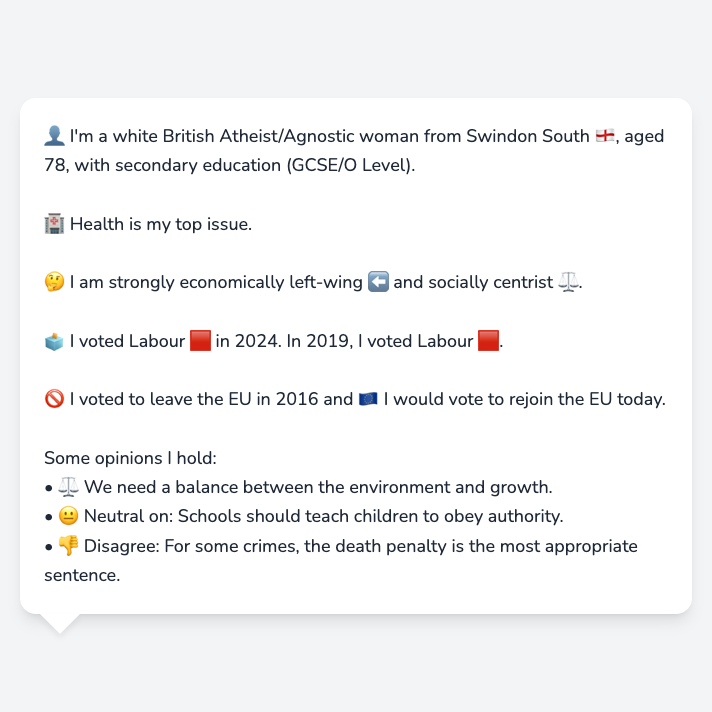 👤 I'm a white British Atheist/Agnostic woman from Swindon South 🏴󠁧󠁢󠁥󠁮󠁧󠁿, aged
78, with secondary education (GCSE/O Level).
🏥 Health is my top issue.
🤔 I am strongly economically left-wing ⬅️ and socially centrist ⚖️.
🗳️ I voted Labour 🟥 in 2024. In 2019, I voted Labour 🟥.
🚫 I voted to leave the EU in 2016 and 🇪🇺 I would vote to rejoin the EU today.
Some opinions I hold:
• ⚖️ We need a balance between the environment and growth.
• 😐 Neutral on: Schools should teach children to obey authority.
• 👎 Disagree: For some crimes, the death penalty is the most appropriate
sentence.